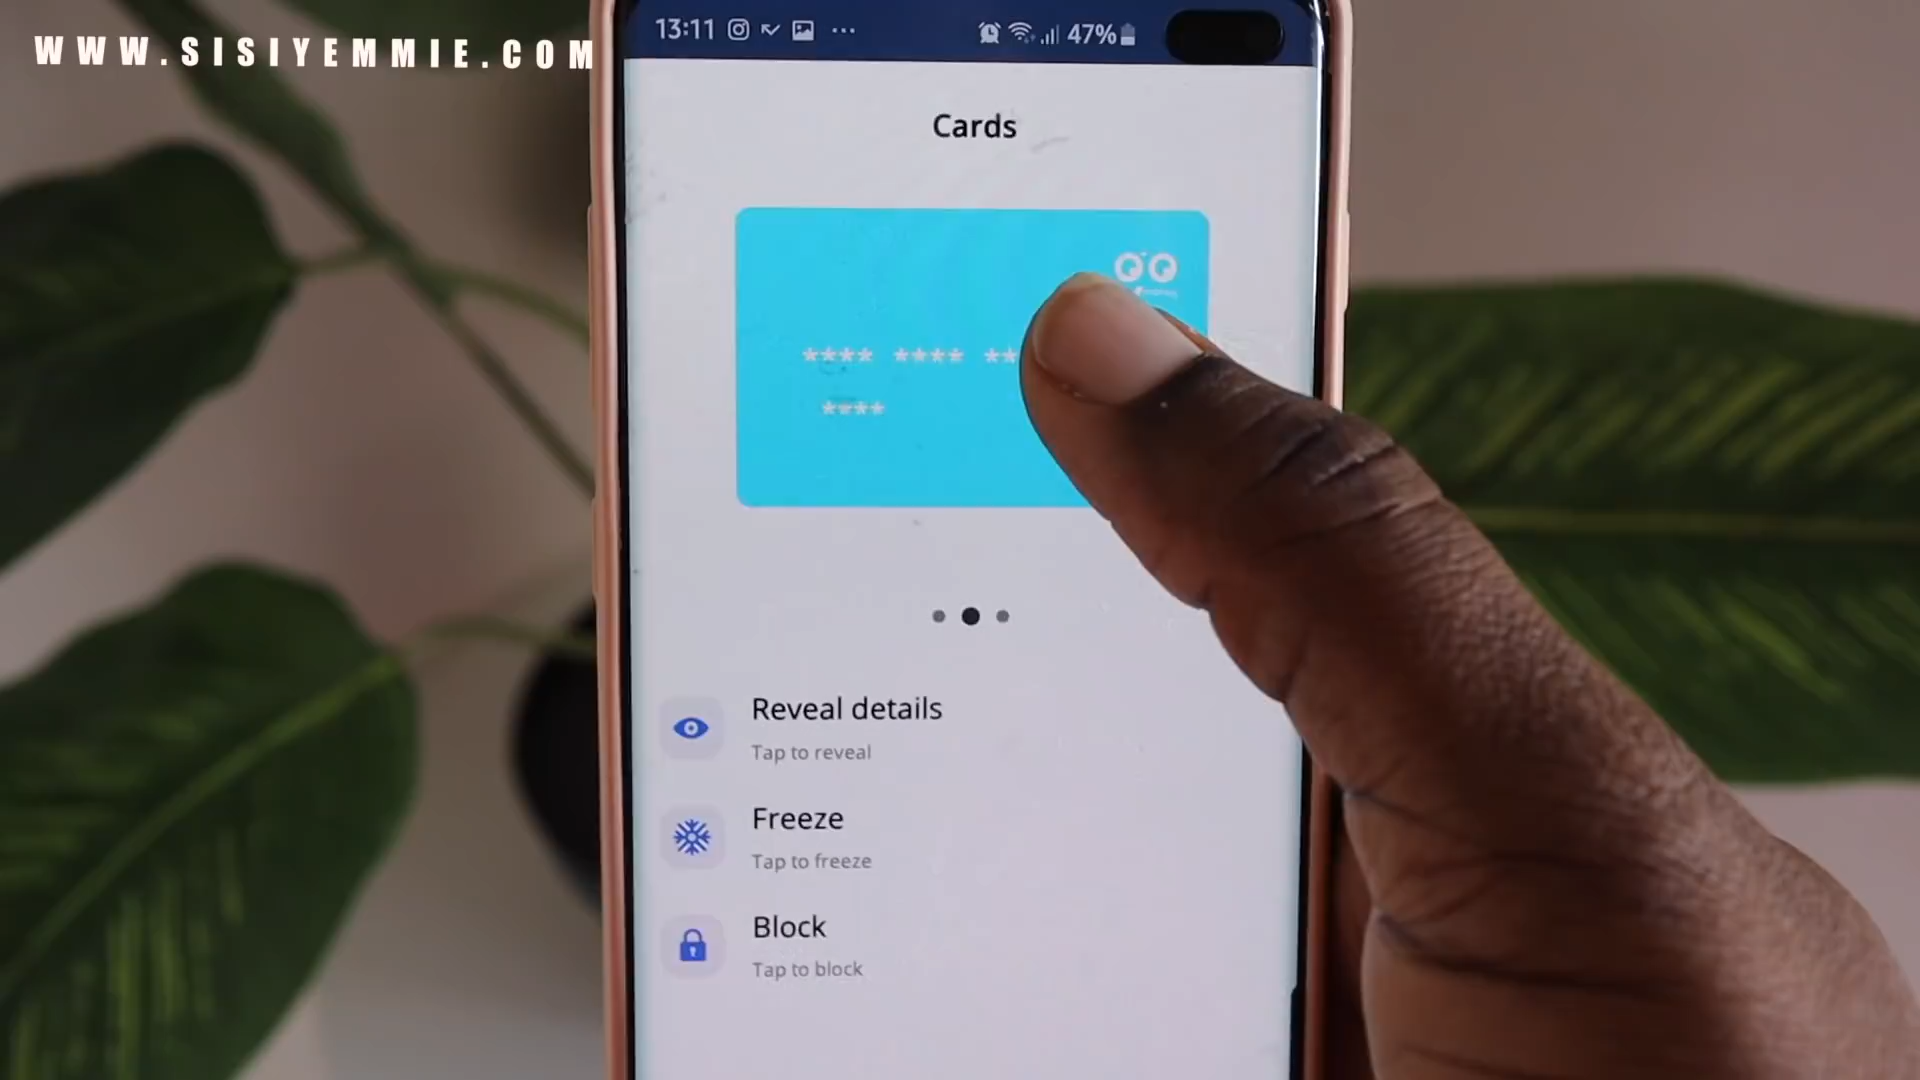 WWW.SISIYEMMIE.COM
13:11
47%
Cards
**** **** **
****
Reveal details
Tap to reveal
Freeze
Tap to freeze
Block
Tap to block